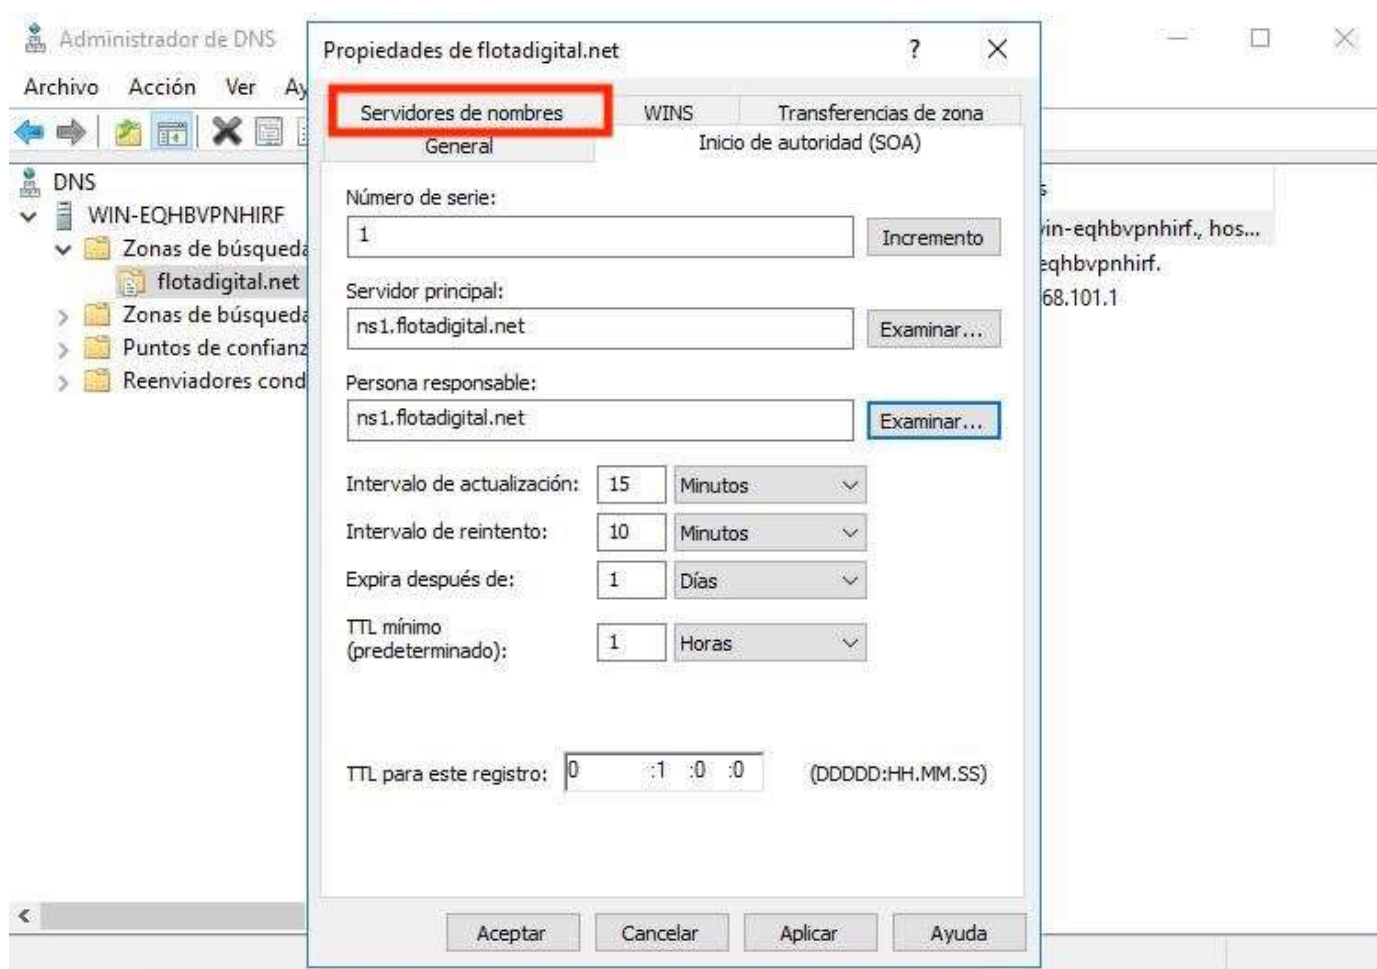 Administrador de DNS
Archivo Acción Ver Ay
DNS
WIN-EQHBVPNHIRF
Zonas de búsqueda
flotadigital.net
Zonas de búsqueda
Puntos de confianz
Reenviadores cond
Propiedades de flotadigital.net ?
Servidores de nombres WINS Transferencias de zona
General Inicio de autoridad (SOA)
Número de serie:
1 Incremento
Servidor principal:
ns1.flotadigital.net Examinar...
Persona responsable:
ns1.flotadigital.net Examinar...
Intervalo de actualización: 15 Minutos
Intervalo de reintento: 10 Minutos
Expira después de: 1 Días
TTL mínimo
(predeterminado): 1 Horas
TTL para este registro: 0 :1 :0 :0 (DDDDD:HH.MM.SS)
Aceptar Cancelar Aplicar Ayuda
s
in-eqhbvpnhirf., hos...
eqhbvpnhirf.
68.101.1